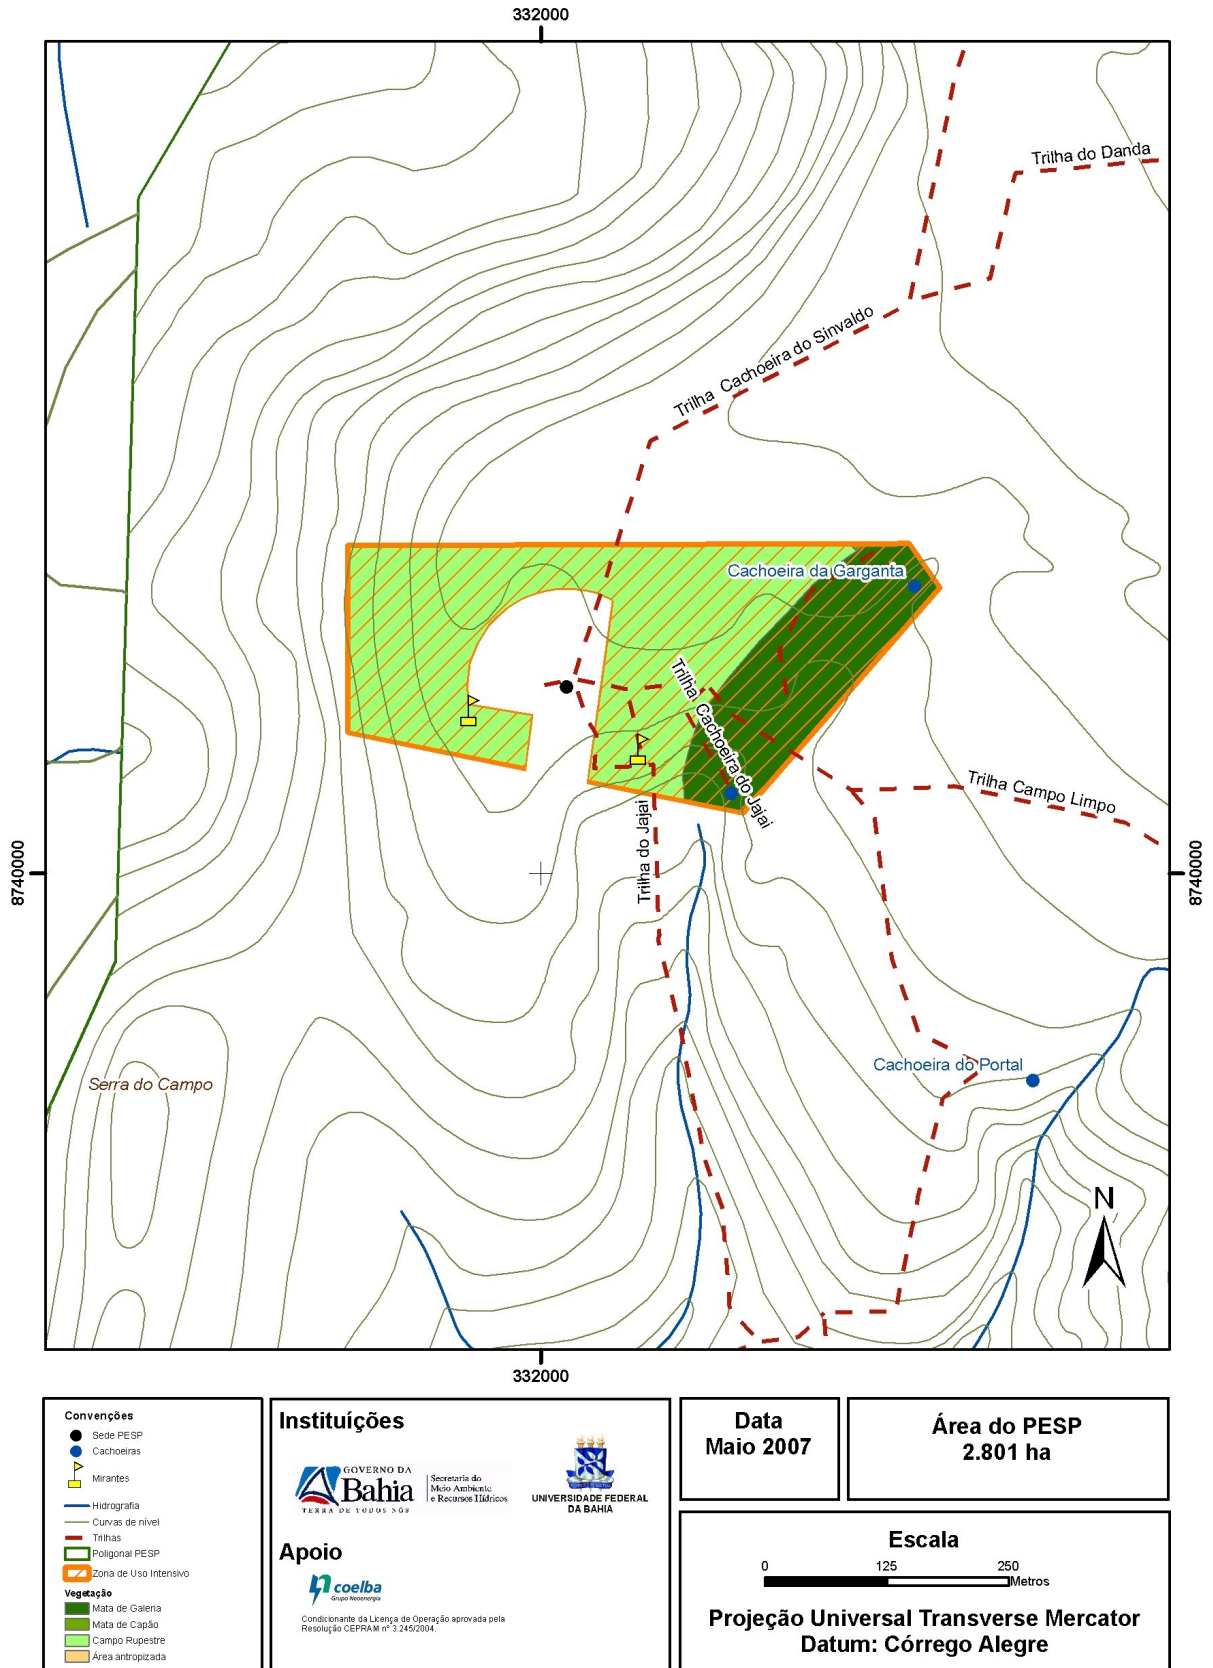 332000
Trilha do Danda
Trilha Cachoeira do Sinvaldo
Cachoeira da Garganta
Trilha Cachoeira do Jajai
Trilha Campo Limpo
Trilha do Jajai
8740000
8740000
Cachoeira do Portal
Serra do Campo
N
332000
Convenções
Sede PESP
Cachoeiras
Mirantes
Hidrografia
Curvas de nível
Trilhas
Poligonal PESP
Zona de Uso Intensivo
Vegetação
Mata de Galeria
Mata de Capão
Campo Rupestre
Área antropizada
Instituíções
GOVERNO DA
Bahia
TERRA DE TODOS NÓS
Secretaria do
Meio Ambiente
e Recursos Hídricos
UNIVERSIDADE FEDERAL
DA BAHIA
Apoio
coelba
Grupo Neoenergia
Condicionante da Licença de Operação aprovada pela
Resolução CEPRAM nº 3.245/2004.
Data
Maio 2007
Área do PESP
2.801 ha
Escala
0 125 250
Metros
Projeção Universal Transverse Mercator
Datum: Córrego Alegre